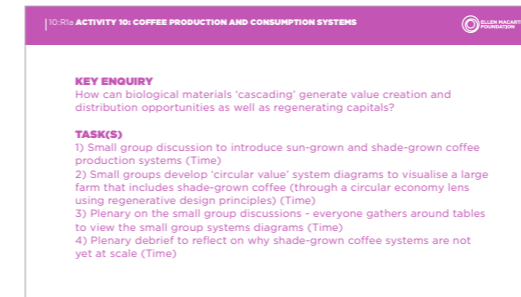 10:R1a ACTIVITY 10: COFFEE PRODUCTION AND CONSUMPTION SYSTEMS
ELLEN MACART
FOUNDATION
KEY ENQUIRY
How can biological materials ‘cascading’ generate value creation and
distribution opportunities as well as regenerating capitals?
TASK(S)
1) Small group discussion to introduce sun-grown and shade-grown coffee
production systems (Time)
2) Small groups develop ‘circular value’ system diagrams to visualise a large
farm that includes shade-grown coffee (through a circular economy lens
using regenerative design principles) (Time)
3) Plenary on the small group discussions - everyone gathers around tables
to view the small group systems diagrams (Time)
4) Plenary debrief to reflect on why shade-grown coffee systems are not
yet at scale (Time)